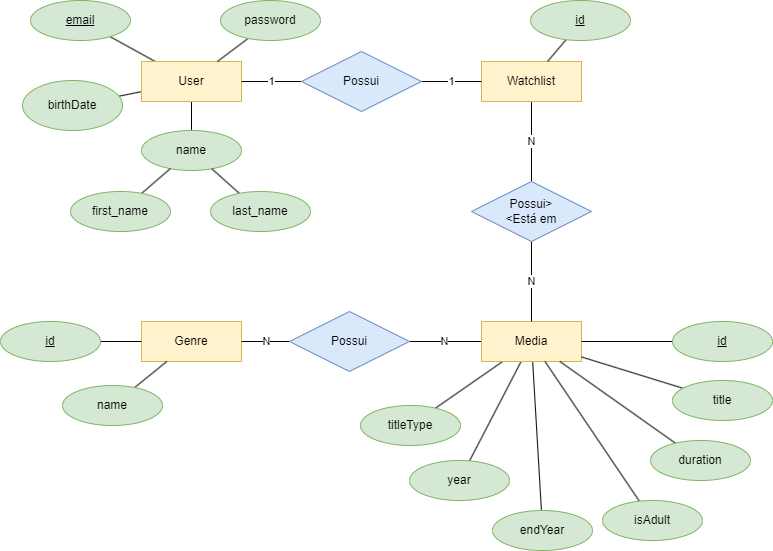 email
password
id
User
1
Possui
1
Watchlist
birthDate
name
N
first_name
last_name
Possui>
<Está em
N
id
Genre
N
Possui
N
Media
id
name
title
titleType
duration
year
isAdult
endYear